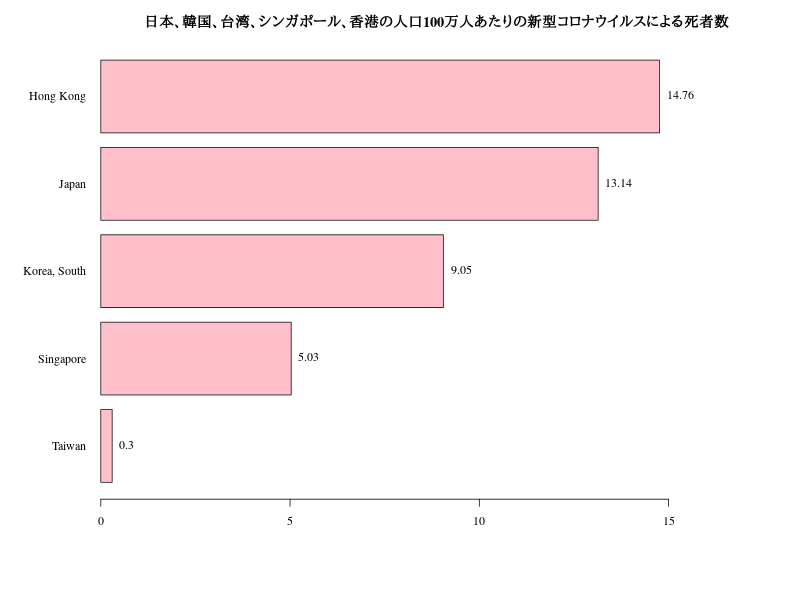 日本、韓国、台湾、シンガポール、香港の人口100万人あたりの新型コロナウイルスによる死者数
Hong Kong 14.76
Japan 13.14
Korea, South 9.05
Singapore 5.03
Taiwan 0.3
0 5 10 15